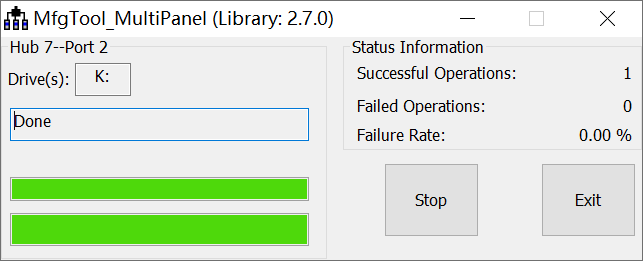 MfgTool_MultiPanel (Library: 2.7.0)
Hub 7--Port 2
Drive(s): K:
Done
Status Information
Successful Operations: 1
Failed Operations: 0
Failure Rate: 0.00 %
Stop
Exit